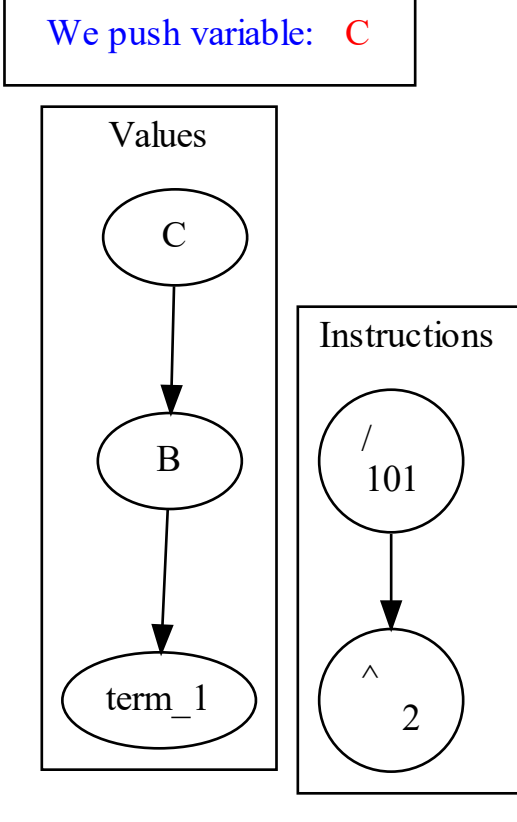 We push variable: C
Values
C
B
term_1
Instructions
/
101
^
2